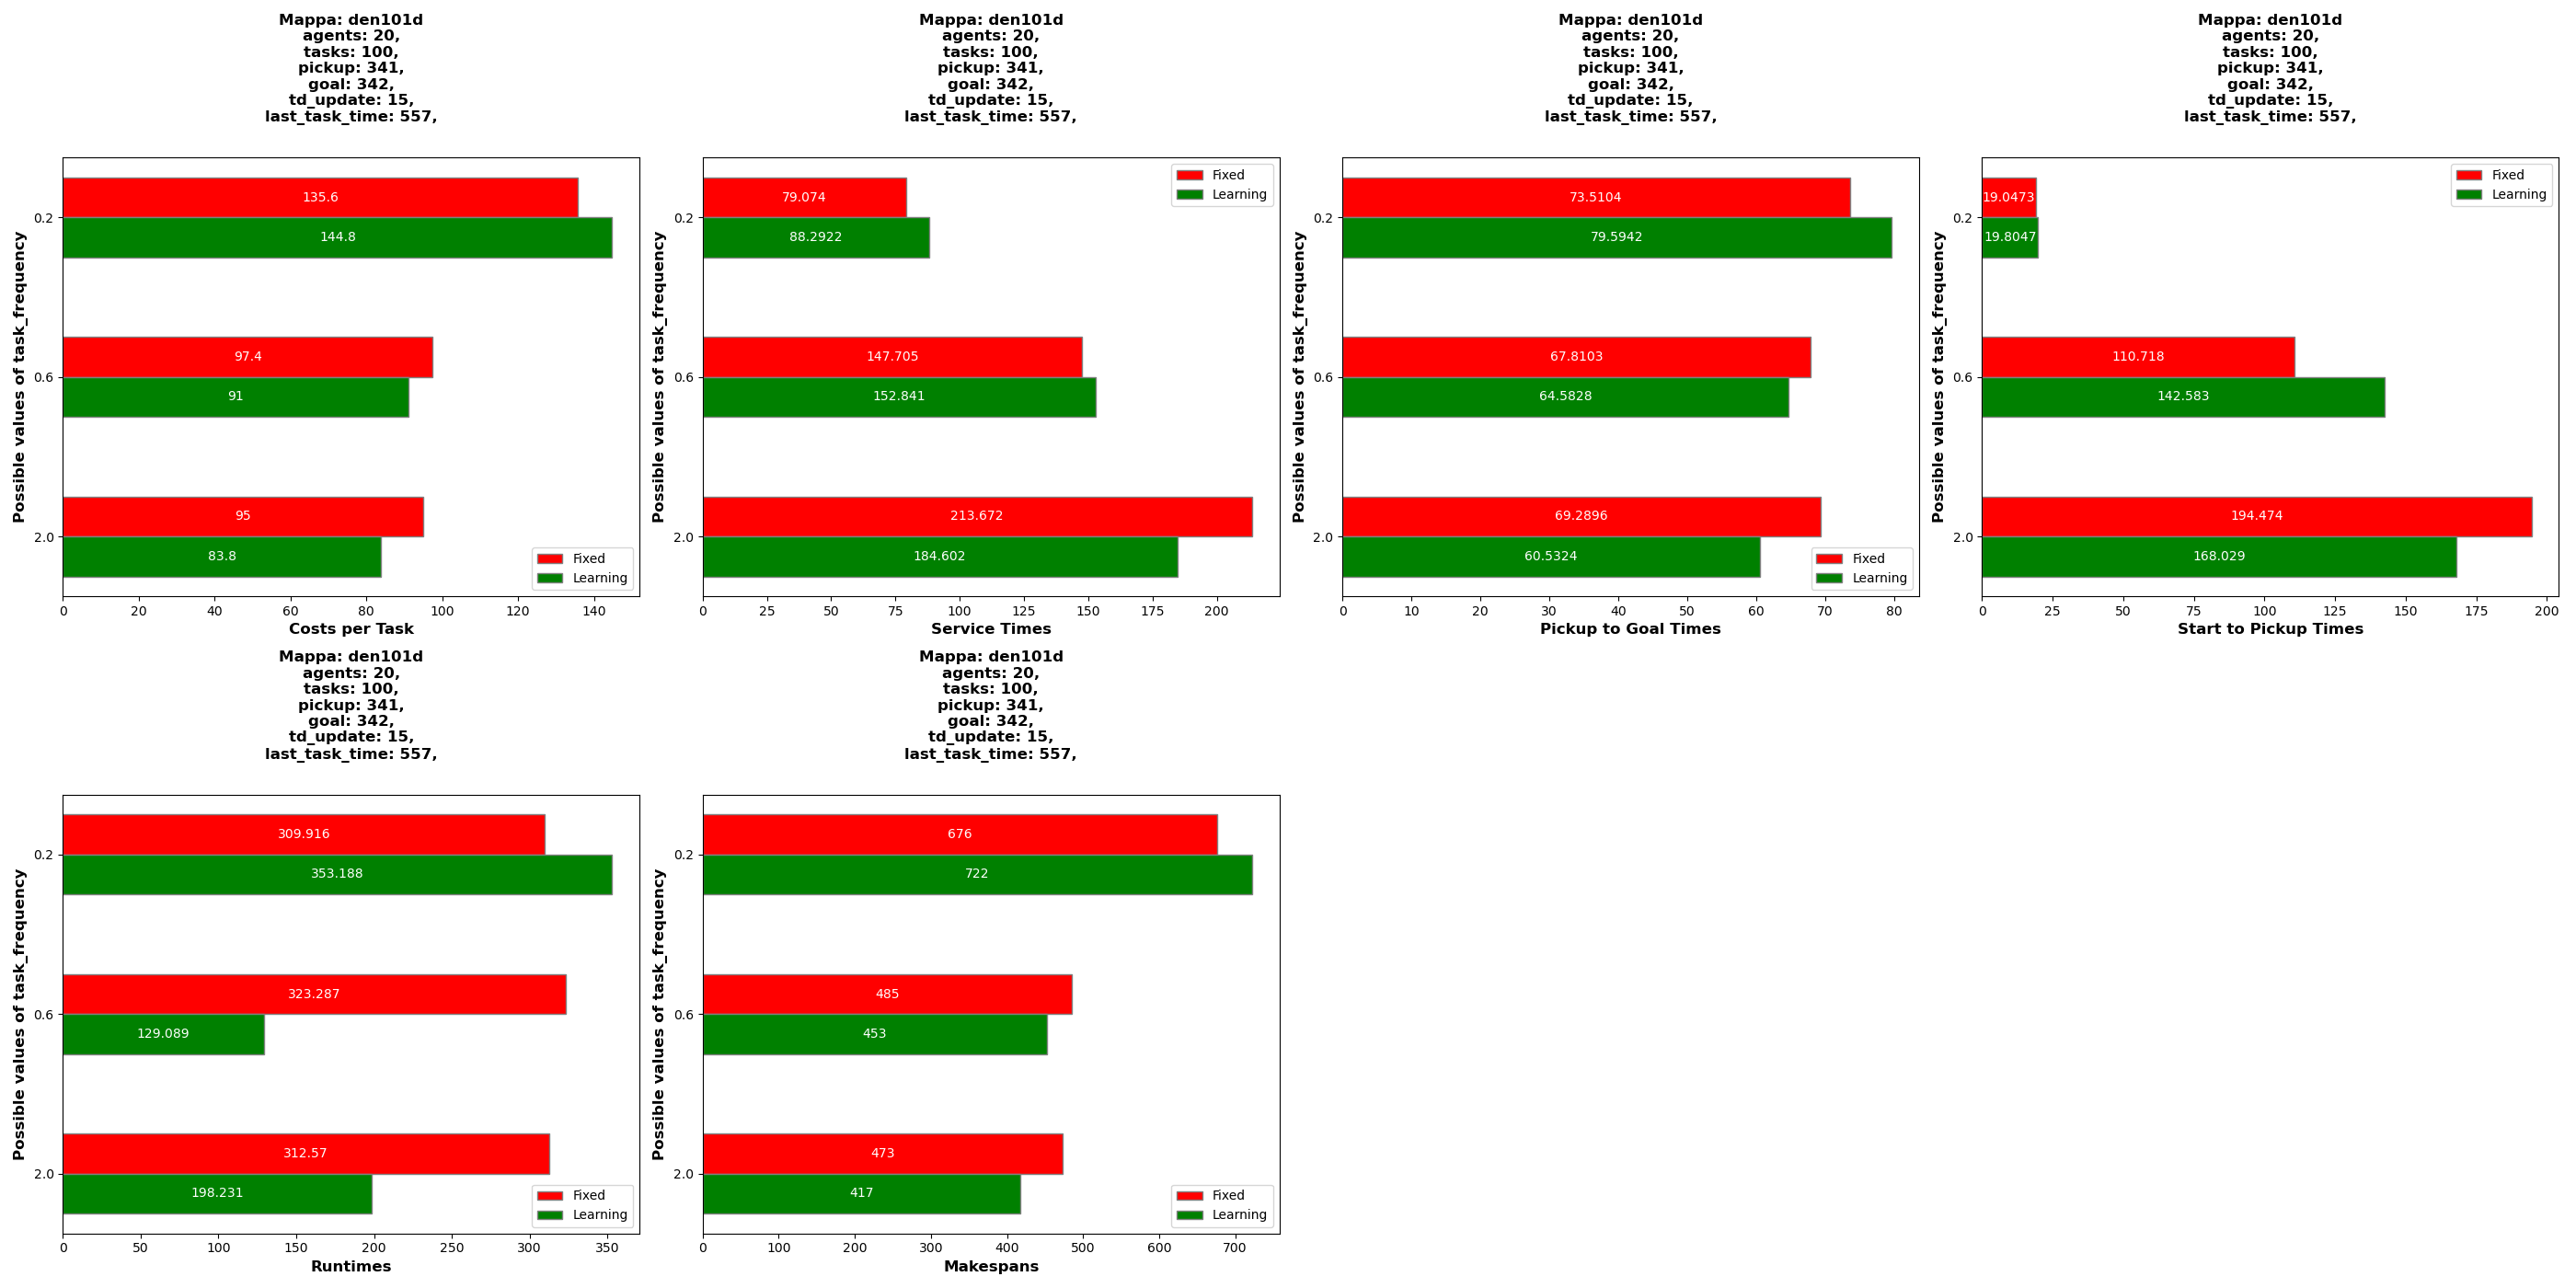 Mappa: den101d
agents: 20,
tasks: 100,
pickup: 341,
goal: 342,
td_update: 15,
last_task_time: 557,
Possible values of task_frequency
0.2
0.6
2.0
135.6
144.8
97.4
91
95
83.8
Fixed
Learning
0 20 40 60 80 100 120 140
Costs per Task
Mappa: den101d
agents: 20,
tasks: 100,
pickup: 341,
goal: 342,
td_update: 15,
last_task_time: 557,
Possible values of task_frequency
0.2
0.6
2.0
Fixed
Learning
79.074
88.2922
147.705
152.841
213.672
184.602
0 25 50 75 100 125 150 175 200
Service Times
Mappa: den101d
agents: 20,
tasks: 100,
pickup: 341,
goal: 342,
td_update: 15,
last_task_time: 557,
Possible values of task_frequency
0.2
0.6
2.0
73.5104
79.5942
67.8103
64.5828
69.2896
60.5324
Fixed
Learning
0 10 20 30 40 50 60 70 80
Pickup to Goal Times
Mappa: den101d
agents: 20,
tasks: 100,
pickup: 341,
goal: 342,
td_update: 15,
last_task_time: 557,
Possible values of task_frequency
0.2
0.6
2.0
Fixed
Learning
19.0473
19.8047
110.718
142.583
194.474
168.029
0 25 50 75 100 125 150 175 200
Start to Pickup Times
Mappa: den101d
agents: 20,
tasks: 100,
pickup: 341,
goal: 342,
td_update: 15,
last_task_time: 557,
Possible values of task_frequency
0.2
0.6
2.0
309.916
353.188
323.287
129.089
312.57
198.231
Fixed
Learning
0 50 100 150 200 250 300 350
Runtimes
Mappa: den101d
agents: 20,
tasks: 100,
pickup: 341,
goal: 342,
td_update: 15,
last_task_time: 557,
Possible values of task_frequency
0.2
0.6
2.0
676
722
485
453
473
417
Fixed
Learning
0 100 200 300 400 500 600 700
Makespans